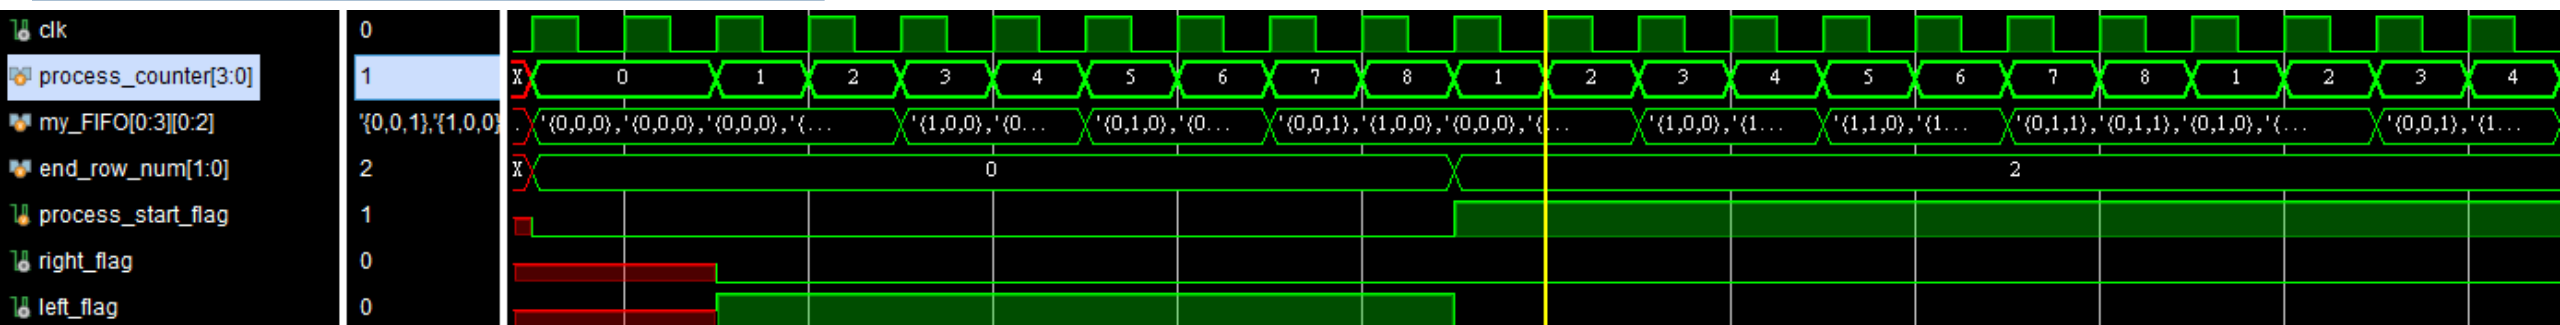 clk 0
process_counter[3:0] 1 X 0 1 2 3 4 5 6 7 8 1 2 3 4 5 6 7 8 1 2 3 4
my_FIFO[0:3][0:2] '{0,0,1},'{1,0,0} . '{0,0,0},'{0,0,0},'{0,0,0},'{... '{1,0,0},'{0... '{0,1,0},'{0... '{0,0,1},'{1,0,0},'{0,0,0},'{... '{1,0,0},'{1... '{1,1,0},'{1... '{0,1,1},'{0,1,1},'{0,1,0},'{... '{0,0,1},'{1...
end_row_num[1:0] 2 X 0 2
process_start_flag 1
right_flag 0
left_flag 0